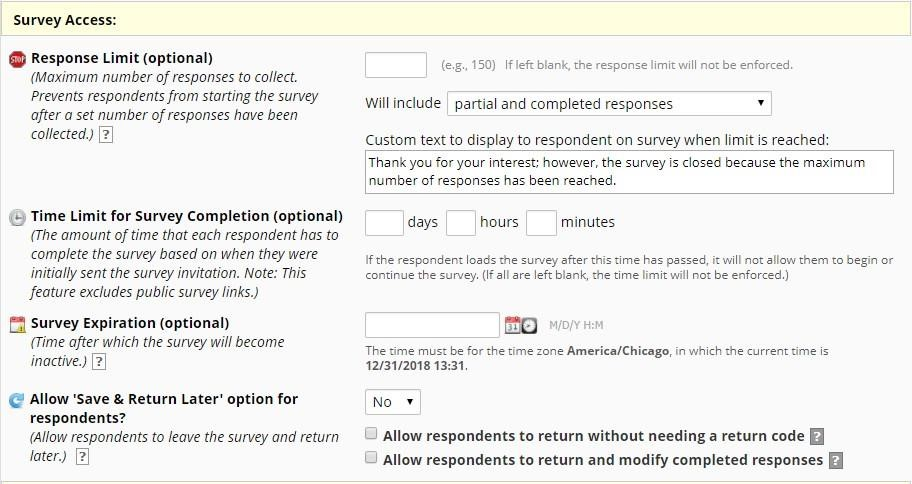 Survey Access:
STOP
Response Limit (optional)
(Maximum number of responses to collect.
Prevents respondents from starting the survey
after a set number of responses have been
collected.) ?
(e.g., 150) If left blank, the response limit will not be enforced.
Will include partial and completed responses
Custom text to display to respondent on survey when limit is reached:
Thank you for your interest; however, the survey is closed because the maximum
number of responses has been reached.
Time Limit for Survey Completion (optional)
(The amount of time that each respondent has to
complete the survey based on when they were
initially sent the survey invitation. Note: This
feature excludes public survey links.)
days hours minutes
If the respondent loads the survey after this time has passed, it will not allow them to begin or
continue the survey. (If all are left blank, the time limit will not be enforced.)
Survey Expiration (optional)
(Time after which the survey will become
inactive.) ?
31 M/D/Y H:M
The time must be for the time zone America/Chicago, in which the current time is
12/31/2018 13:31.
Allow 'Save & Return Later' option for
respondents?
(Allow respondents to leave the survey and return
later.) ?
No
Allow respondents to return without needing a return code ?
Allow respondents to return and modify completed responses ?